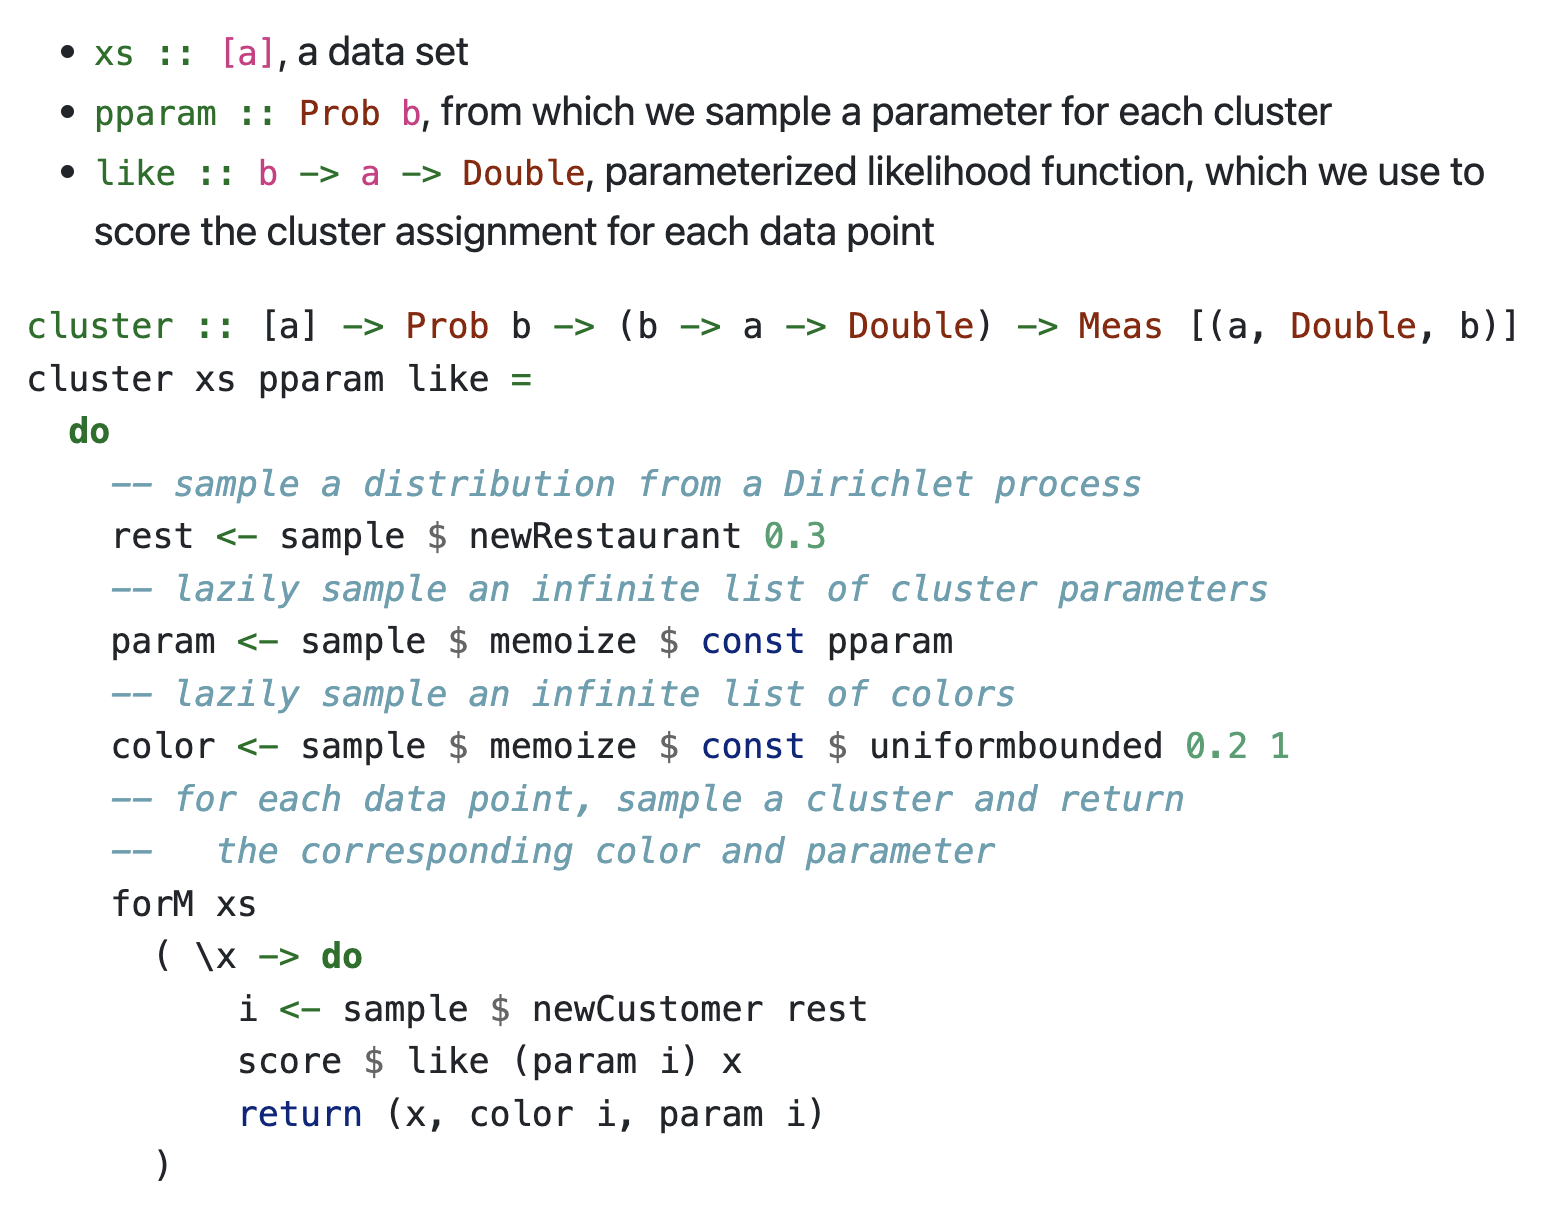 • xs :: [a], a data set
• pparam :: Prob b, from which we sample a parameter for each cluster
• like :: b -> a -> Double, parameterized likelihood function, which we use to
score the cluster assignment for each data point
cluster :: [a] -> Prob b -> (b -> a -> Double) -> Meas [(a, Double, b)]
cluster xs pparam like =
  do
    -- sample a distribution from a Dirichlet process
    rest <- sample $ newRestaurant 0.3
    -- lazily sample an infinite list of cluster parameters
    param <- sample $ memoize $ const pparam
    -- lazily sample an infinite list of colors
    color <- sample $ memoize $ const $ uniformbounded 0.2 1
    -- for each data point, sample a cluster and return
    --   the corresponding color and parameter
    forM xs
      ( \x -> do
          i <- sample $ newCustomer rest
          score $ like (param i) x
          return (x, color i, param i)
      )